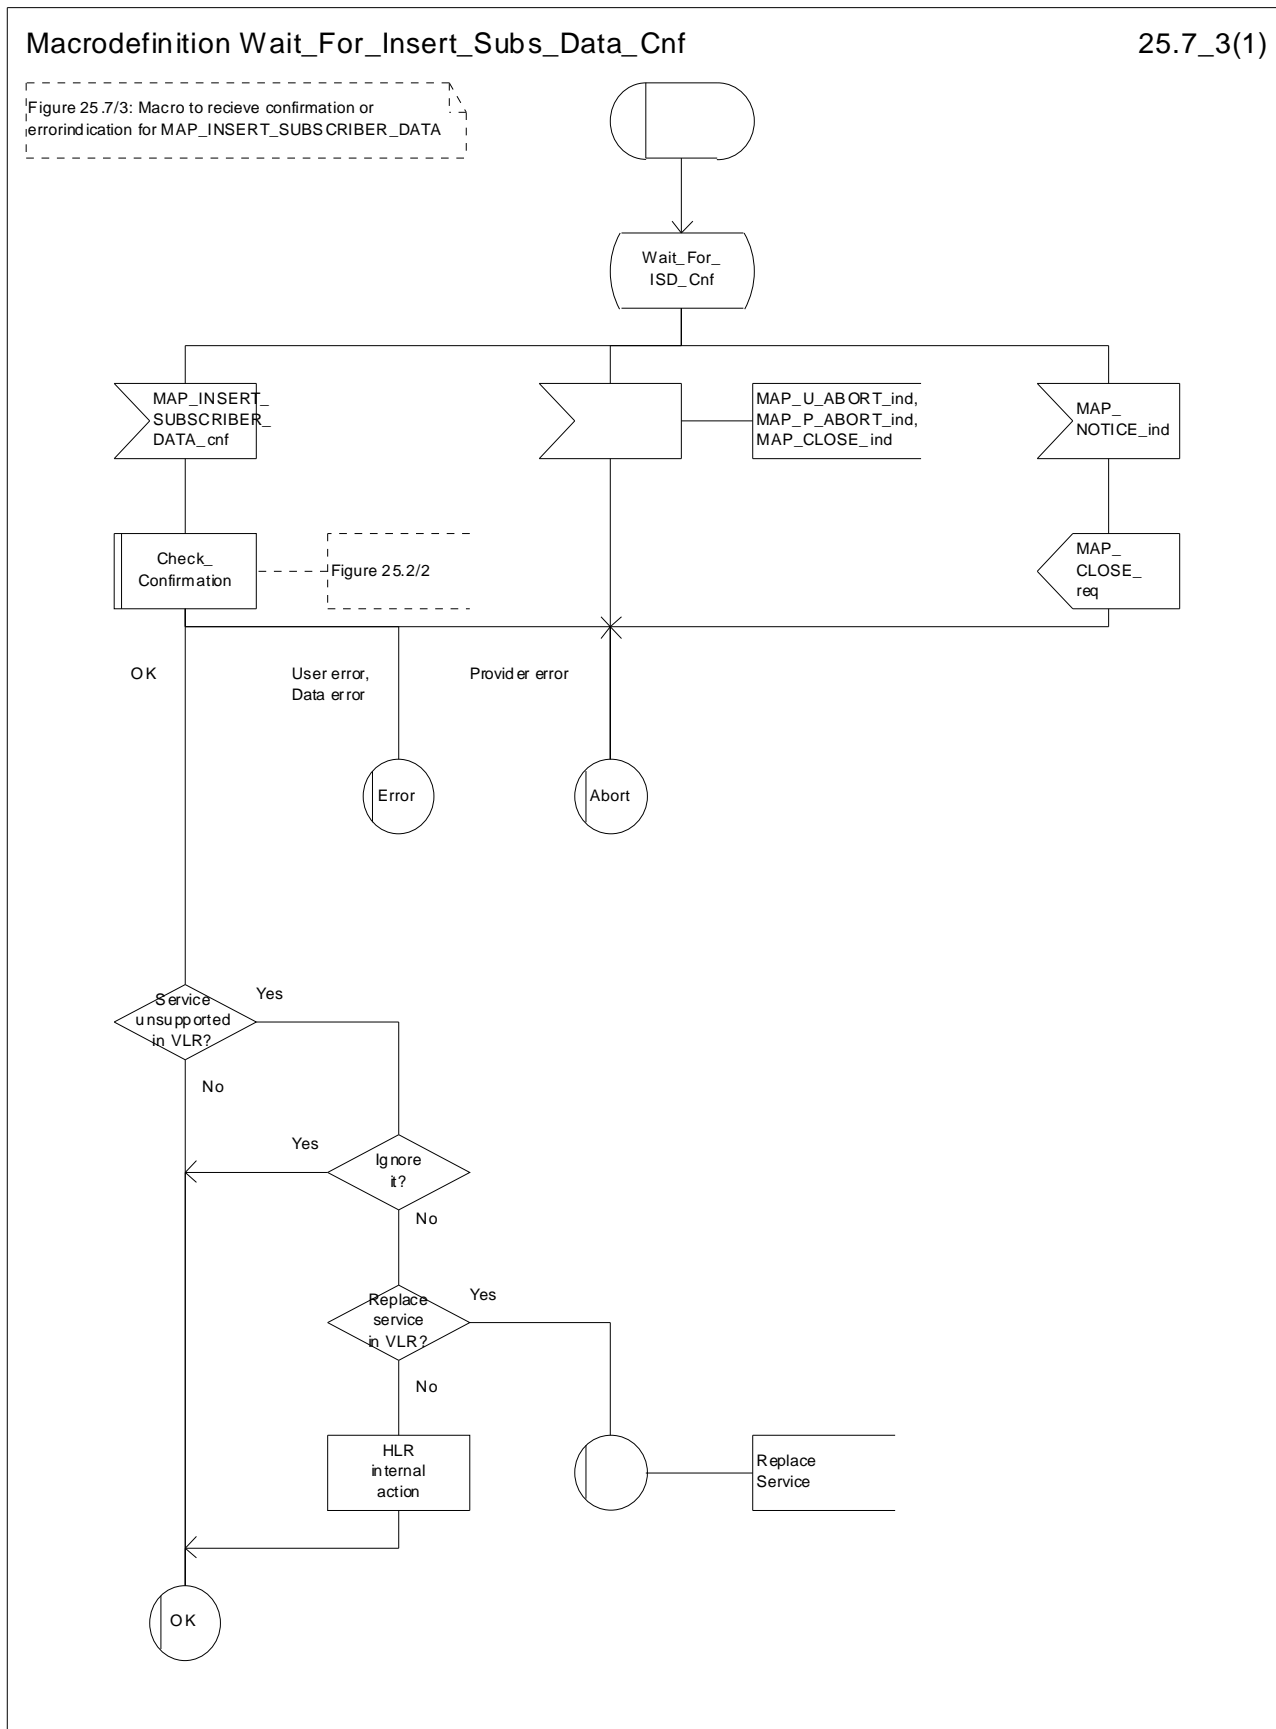 Macrodefinition Wait_For_Insert_Subs_Data_Cnf
25.7_3(1)
Figure 25.7/3: Macro to recieve confirmation or
errorindication for MAP_INSERT_SUBSCRIBER_DATA
Wait_For_
ISD_Cnf
MAP_INSERT_
SUBSCRIBER_
DATA_cnf
MAP_U_ABORT_ind,
MAP_P_ABORT_ind,
MAP_CLOSE_ind
MAP_
NOTICE_ind
Check_
Confirmation
Figure 25.2/2
MAP_
CLOSE_
req
OK
User error,
Data error
Provider error
Error
Abort
Service
unsupported
in VLR?
Yes
No
Yes
Ignore
it?
No
Replace
service
in VLR?
Yes
No
HLR
internal
action
Replace
Service
OK